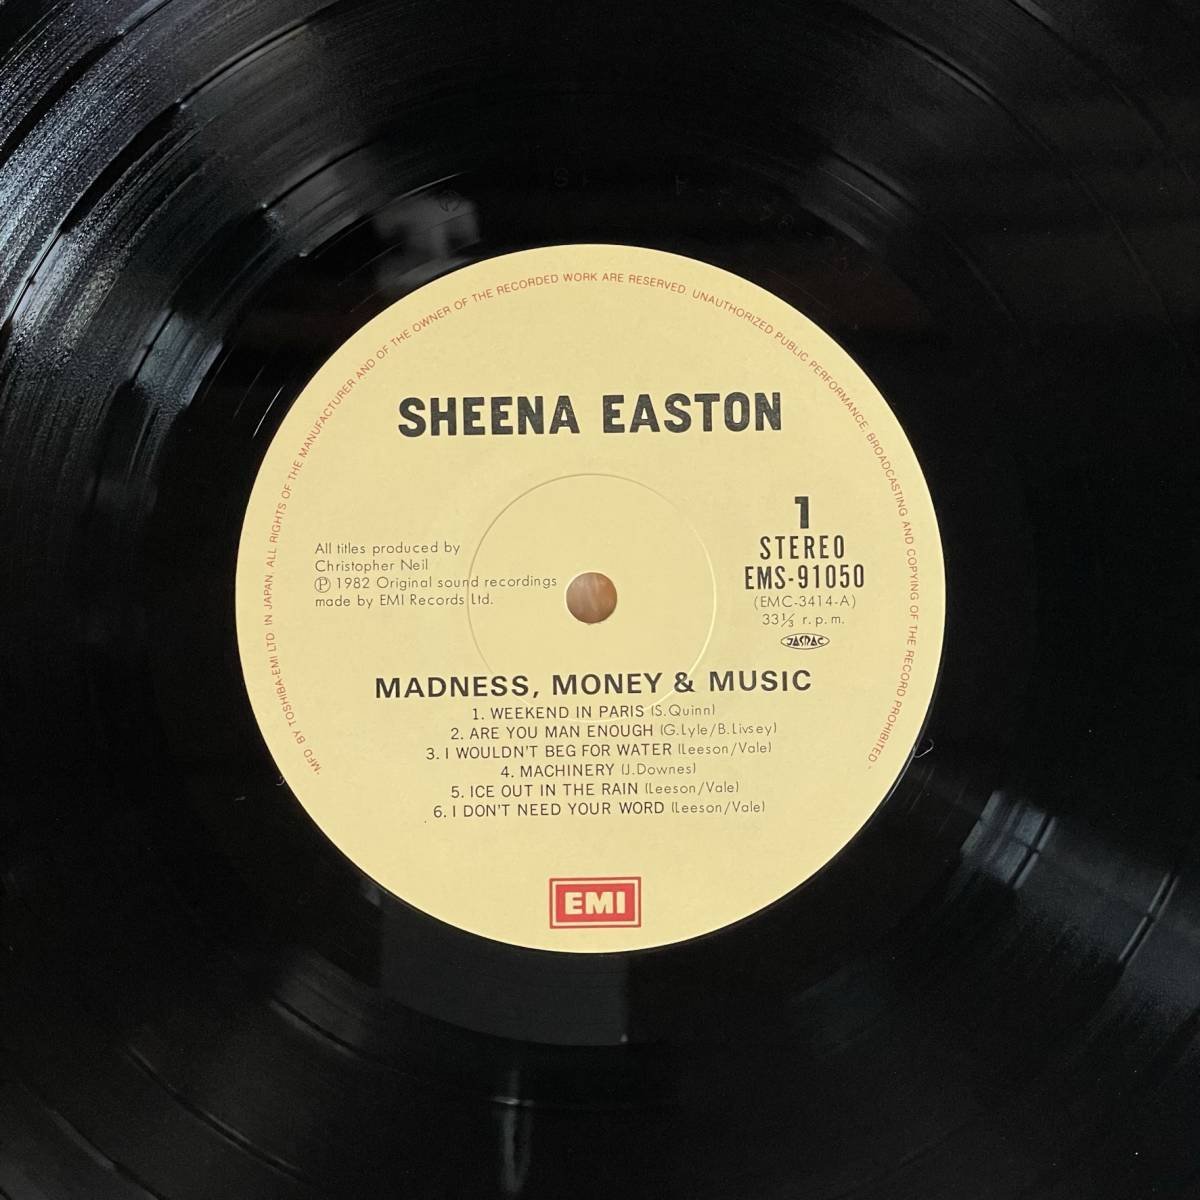 "MFD BY TOSHIBA-EMI LTD IN JAPAN. ALL RIGHTS OF THE MANUFACTURER AND OF THE OWNER OF THE RECORDED WORK ARE RESERVED. UNAUTHORIZED PUBLIC PERFORMANCE, BROADCASTING AND COPYING OF THE RECORD PROHIBITED."
SHEENA EASTON
All titles produced by
Christopher Neil
Ⓟ 1982 Original sound recordings
made by EMI Records Ltd.
1
STEREO
EMS-91050
(EMC-3414-A)
33⅓ r.p.m.
JASRAC
MADNESS, MONEY & MUSIC
1. WEEKEND IN PARIS (S.Quinn)
2. ARE YOU MAN ENOUGH (G.Lyle/B.Livsey)
3. I WOULDN'T BEG FOR WATER (Leeson/Vale)
4. MACHINERY (J.Downes)
5. ICE OUT IN THE RAIN (Leeson/Vale)
6. I DON'T NEED YOUR WORD (Leeson/Vale)
EMI